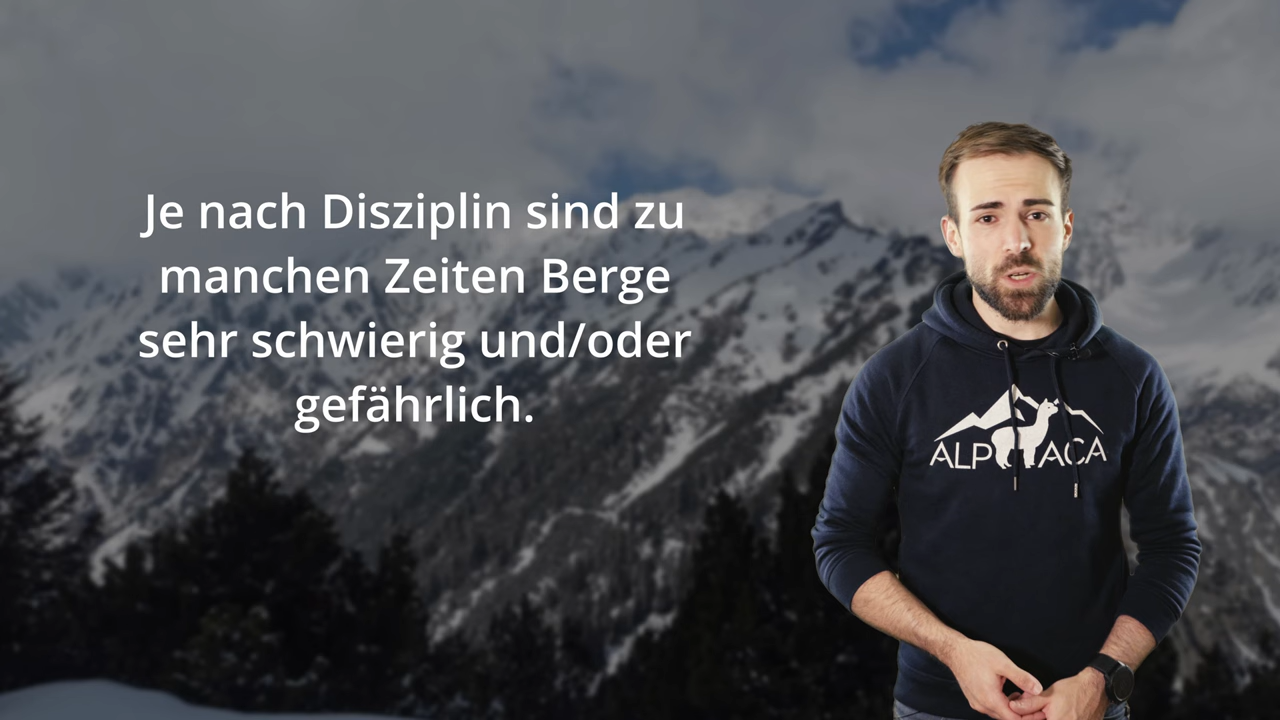 Je nach Disziplin sind zu
manchen Zeiten Berge
sehr schwierig und/oder
gefährlich.
ALPACA